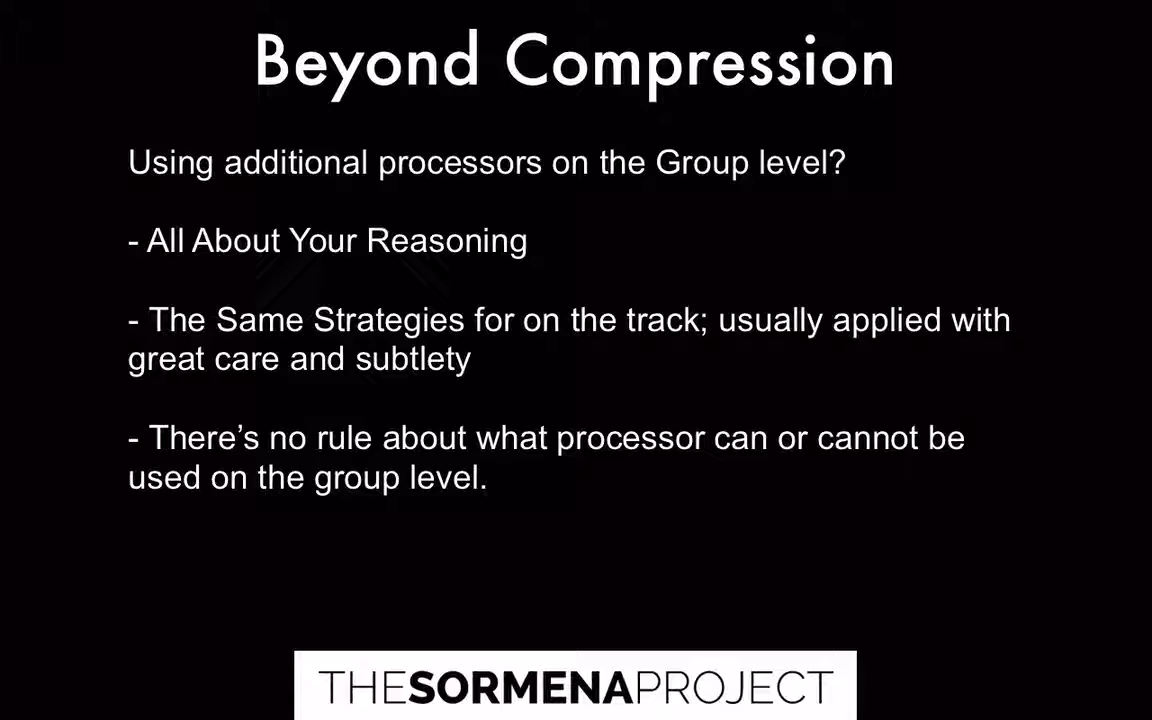 Beyond Compression
Using additional processors on the Group level?
- All About Your Reasoning
- The Same Strategies for on the track; usually applied with
great care and subtlety
- There’s no rule about what processor can or cannot be
used on the group level.
THESORMENAPROJECT